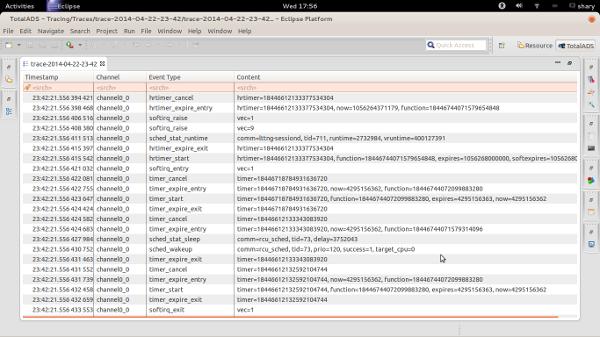 Activities Eclipse Wed 17:56 shary
TotalADS - Tracing/Traces/trace-2014-04-22-23-42/trace-2014-04-22-23-42... - Eclipse Platform
File Edit Navigate Search Project Run Window Help Window Help
Quick Access Resource TotalADS
trace-2014-04-22-23-42
Timestamp Channel Event Type Content
<srch> <srch> <srch> <srch>
23:42:21.556 394 421 channel0_0 hrtimer_cancel hrtimer=18446612133377534304
23:42:21.556 398 468 channel0_0 hrtimer_expire_entry hrtimer=18446612133377534304, now=1056264371179, function=18446744071579654848
23:42:21.556 406 516 channel0_0 softirq_raise vec=1
23:42:21.556 408 380 channel0_0 softirq_raise vec=9
23:42:21.556 411 513 channel0_0 sched_stat_runtime comm=lttng-sessiond, tid=711, runtime=2732984, vruntime=400127391
23:42:21.556 415 397 channel0_0 hrtimer_expire_exit hrtimer=18446612133377534304
23:42:21.556 415 542 channel0_0 hrtimer_start hrtimer=18446612133377534304, function=18446744071579654848, expires=1056268000000, softexpires=1056268
23:42:21.556 421 032 channel0_0 softirq_entry vec=1
23:42:21.556 422 081 channel0_0 timer_cancel timer=18446718784931636720
23:42:21.556 422 755 channel0_0 timer_expire_entry timer=18446718784931636720, now=4295156362, function=18446744072099883280
23:42:21.556 423 647 channel0_0 timer_start timer=18446718784931636720, function=18446744072099883280, expires=4295156363, now=4295156362
23:42:21.556 424 424 channel0_0 timer_expire_exit timer=18446718784931636720
23:42:21.556 424 582 channel0_0 timer_cancel timer=18446612133343083920
23:42:21.556 424 683 channel0_0 timer_expire_entry timer=18446612133343083920, now=4295156362, function=18446744071579314096
23:42:21.556 427 984 channel0_0 sched_stat_sleep comm=rcu_sched, tid=73, delay=3752043
23:42:21.556 430 752 channel0_0 sched_wakeup comm=rcu_sched, tid=73, prio=120, success=1, target_cpu=0
23:42:21.556 431 463 channel0_0 timer_expire_exit timer=18446612133343083920
23:42:21.556 431 552 channel0_0 timer_cancel timer=18446612132592104744
23:42:21.556 431 739 channel0_0 timer_expire_entry timer=18446612132592104744, now=4295156362, function=18446744072099883280
23:42:21.556 432 458 channel0_0 timer_start timer=18446612132592104744, function=18446744072099883280, expires=4295156363, now=4295156362
23:42:21.556 432 659 channel0_0 timer_expire_exit timer=18446612132592104744
23:42:21.556 433 553 channel0_0 softirq_exit vec=1